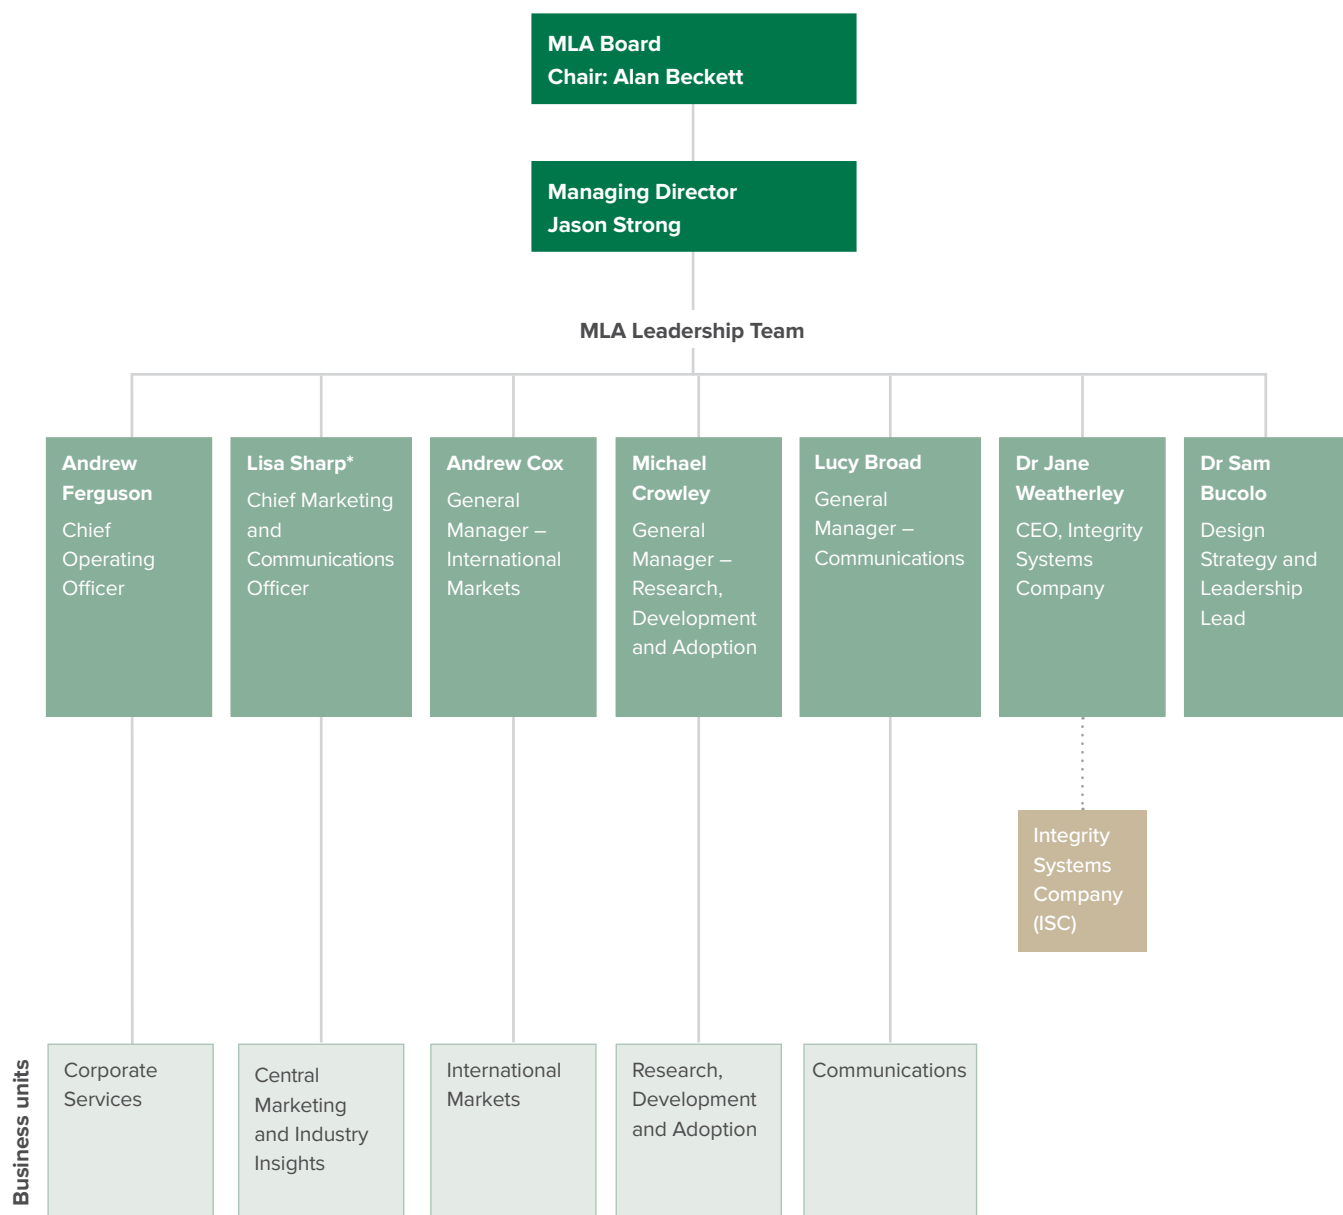 MLA Board
Chair: Alan Beckett
Managing Director
Jason Strong
MLA Leadership Team
Andrew
Ferguson
Chief
Operating
Officer
Lisa Sharp*
Chief Marketing
and
Communications
Officer
Andrew Cox
General
Manager –
International
Markets
Michael
Crowley
General
Manager –
Research,
Development
and Adoption
Lucy Broad
General
Manager –
Communications
Dr Jane
Weatherley
CEO, Integrity
Systems
Company
Dr Sam
Bucolo
Design
Strategy and
Leadership
Lead
Integrity
Systems
Company
(ISC)
Business units
Corporate
Services
Central
Marketing
and Industry
Insights
International
Markets
Research,
Development
and Adoption
Communications